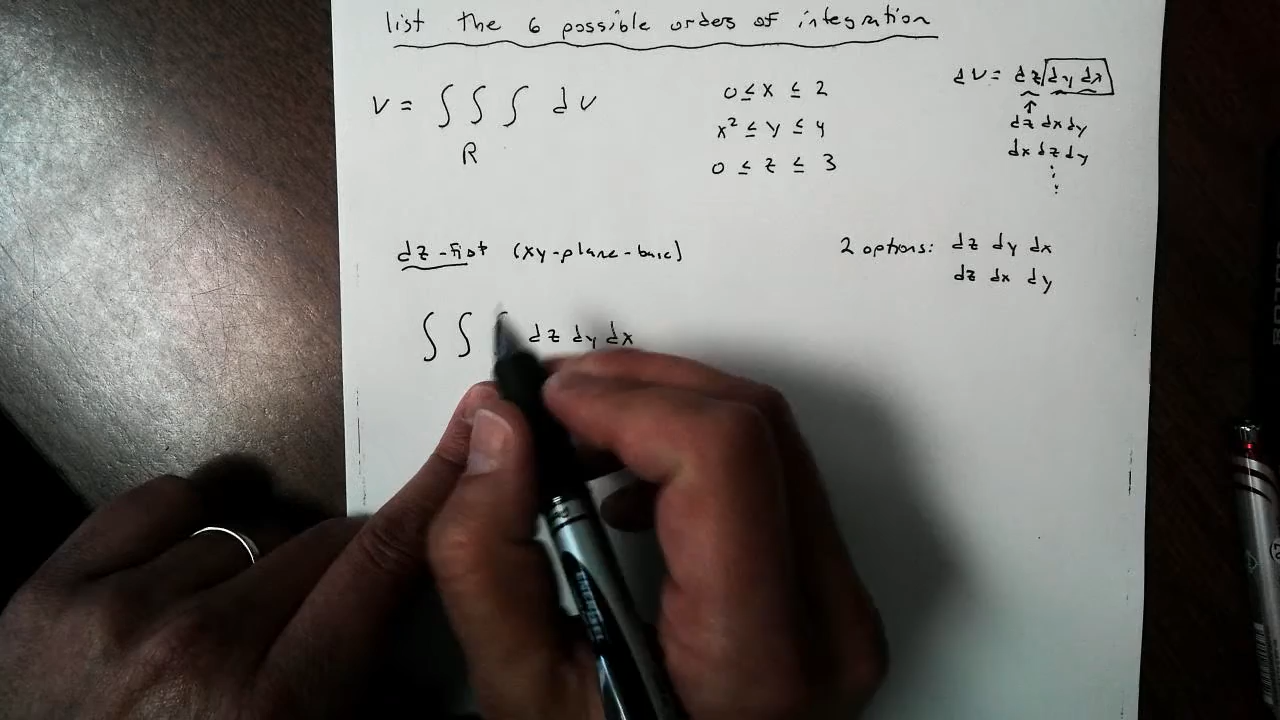 list the 6 possible orders of integration
V = ∫ ∫ ∫ dV
R
0 ≤ x ≤ 2
x² ≤ y ≤ 4
0 ≤ z ≤ 3
dV = dz dy dx
↑
dz dx dy
dx dz dy
⋮
dz - first (xy-plane-base)
2 options: dz dy dx
dz dx dy
∫ ∫ ∫ dz dy dx
ENERGEL